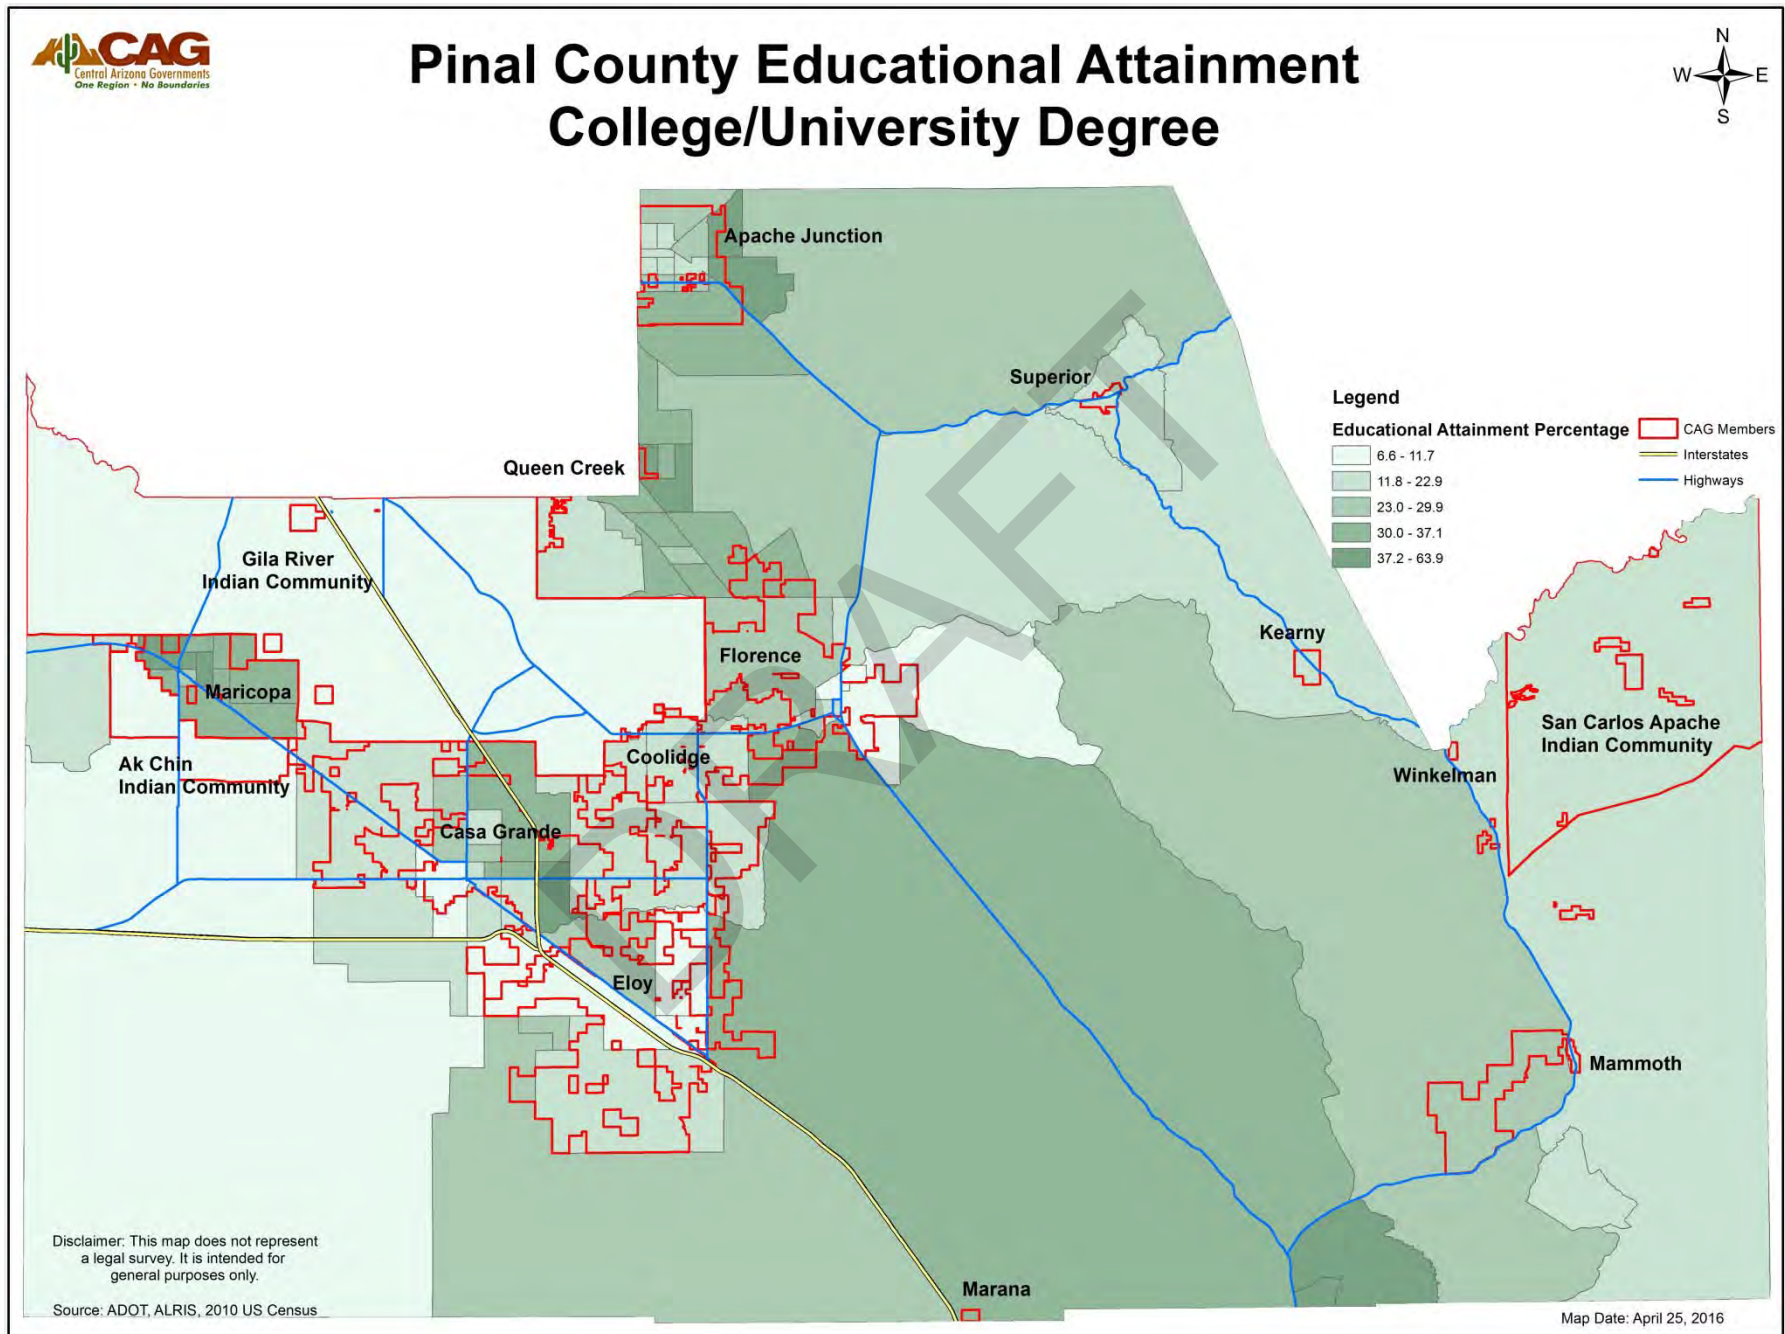 CAG
Central Arizona Governments
One Region • No Boundaries
Pinal County Educational Attainment
College/University Degree
N
W
E
S
Apache Junction
Superior
Legend
Educational Attainment Percentage
6.6 - 11.7
11.8 - 22.9
23.0 - 29.9
30.0 - 37.1
37.2 - 63.9
CAG Members
Interstates
Highways
Queen Creek
Gila River
Indian Community
Kearny
Florence
Maricopa
San Carlos Apache
Indian Community
Coolidge
Ak Chin
Indian Community
Winkelman
Casa Grande
Eloy
Mammoth
DRAFT
Disclaimer: This map does not represent
a legal survey. It is intended for
general purposes only.
Marana
Source: ADOT, ALRIS, 2010 US Census
Map Date: April 25, 2016